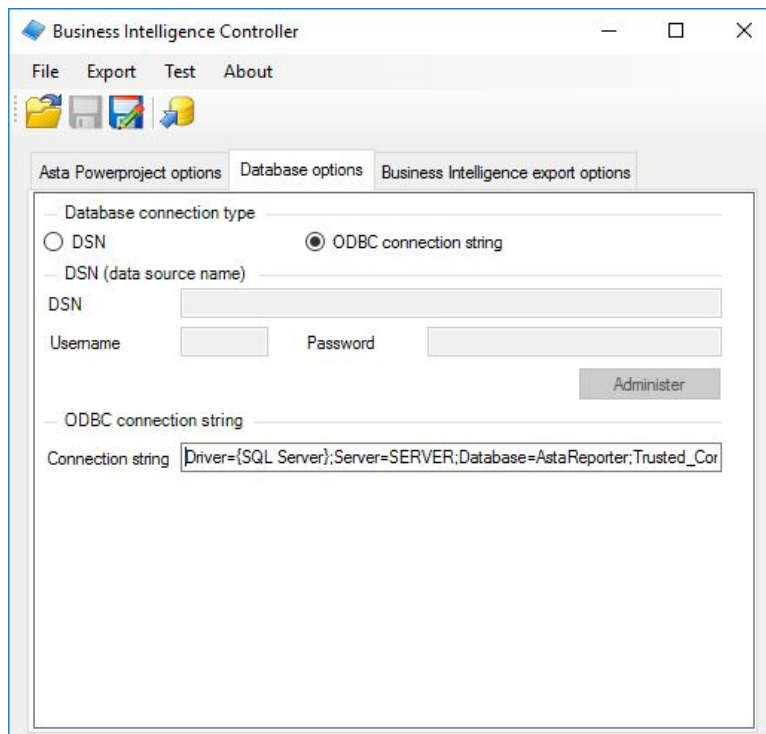 Business Intelligence Controller
File Export Test About
Asta Powerproject options Database options Business Intelligence export options
Database connection type
DSN ODBC connection string
DSN (data source name)
DSN
Username Password
Administer
ODBC connection string
Connection string Driver={SQL Server};Server=SERVER;Database=AstaReporter;Trusted_Cor